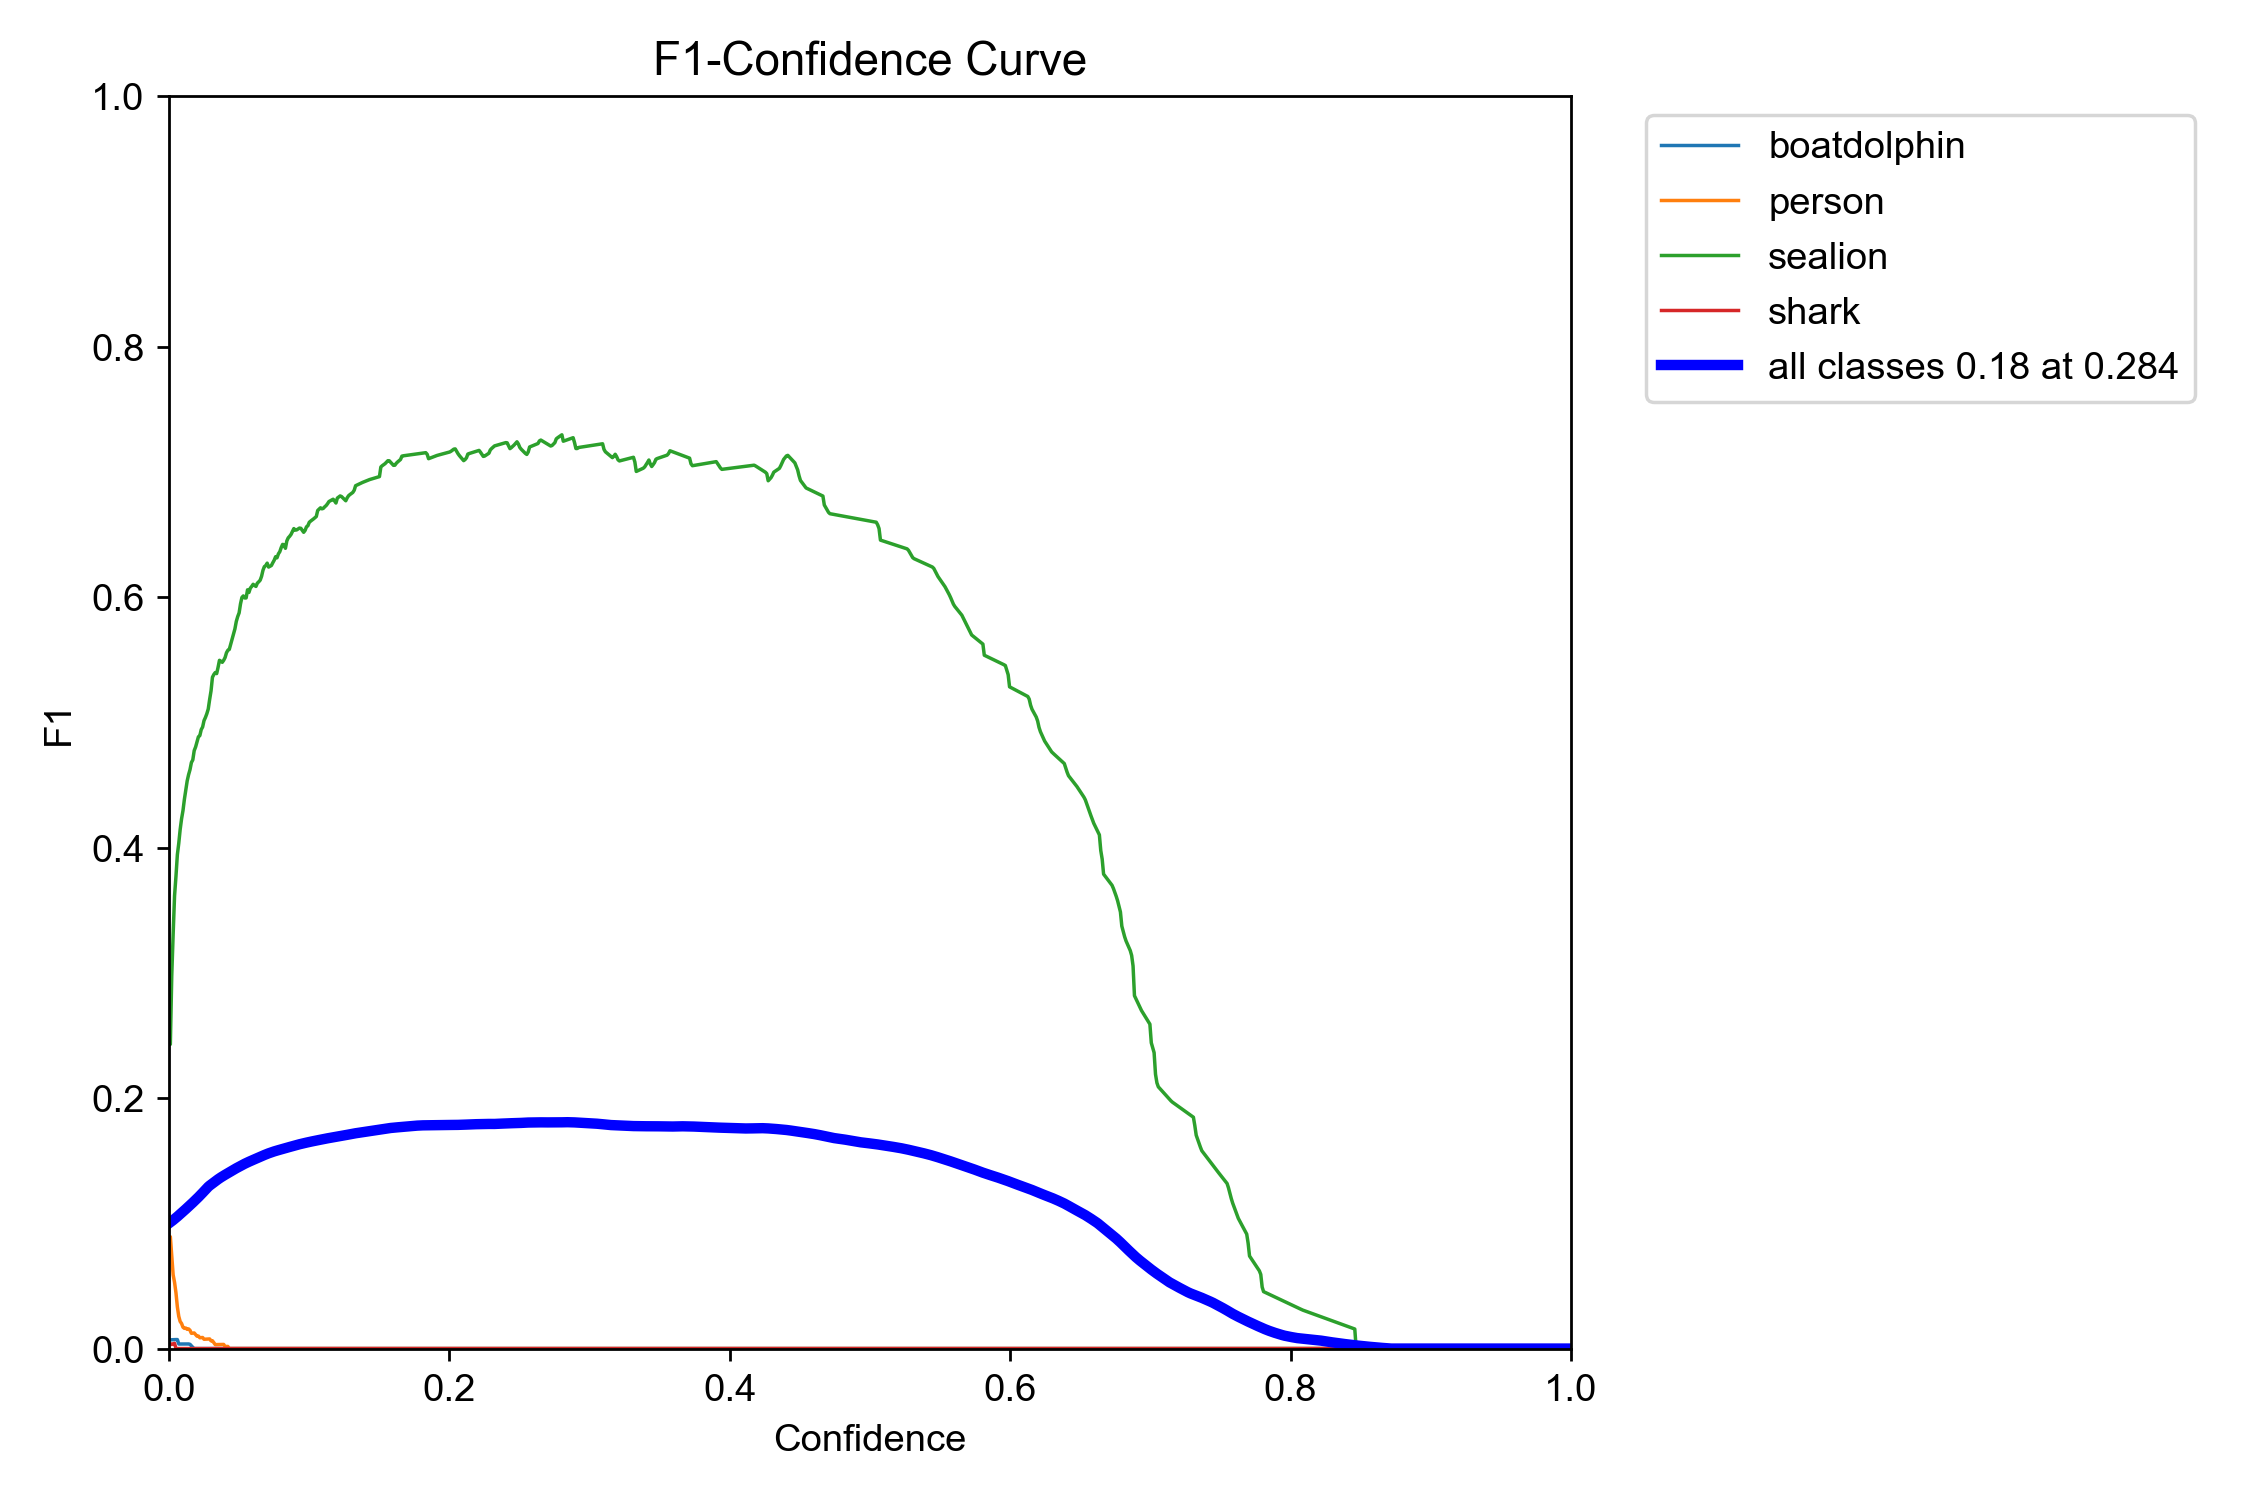 F1-Confidence Curve
1.0
0.8
0.6
0.4
0.2
0.0
F1
0.0 0.2 0.4 0.6 0.8 1.0
Confidence
boatdolphin
person
sealion
shark
all classes 0.18 at 0.284